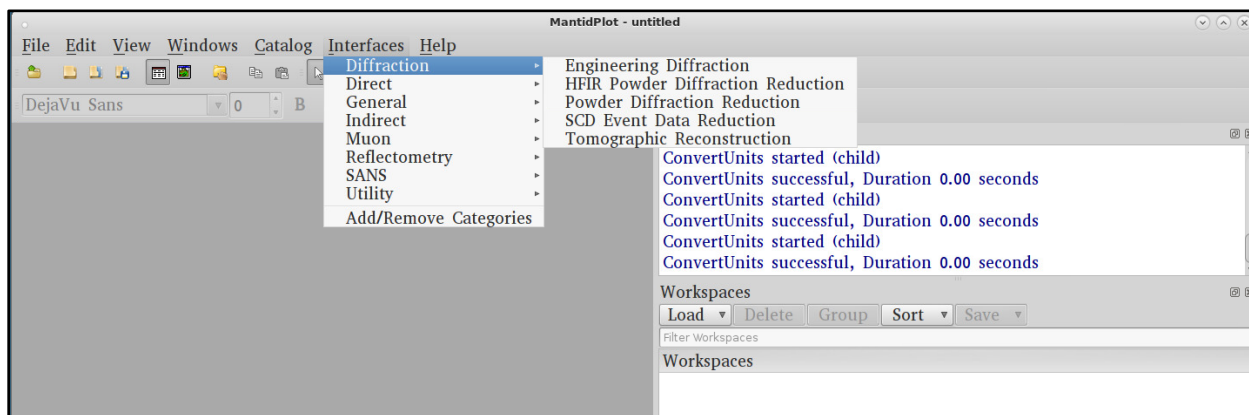 MantidPlot - untitled
File Edit View Windows Catalog Interfaces Help
DejaVu Sans 0 B
Diffraction
Direct
General
Indirect
Muon
Reflectometry
SANS
Utility
Add/Remove Categories
Engineering Diffraction
HFIR Powder Diffraction Reduction
Powder Diffraction Reduction
SCD Event Data Reduction
Tomographic Reconstruction
ConvertUnits started (child)
ConvertUnits successful, Duration 0.00 seconds
ConvertUnits started (child)
ConvertUnits successful, Duration 0.00 seconds
ConvertUnits started (child)
ConvertUnits successful, Duration 0.00 seconds
Workspaces
Load Delete Group Sort Save
Filter Workspaces
Workspaces